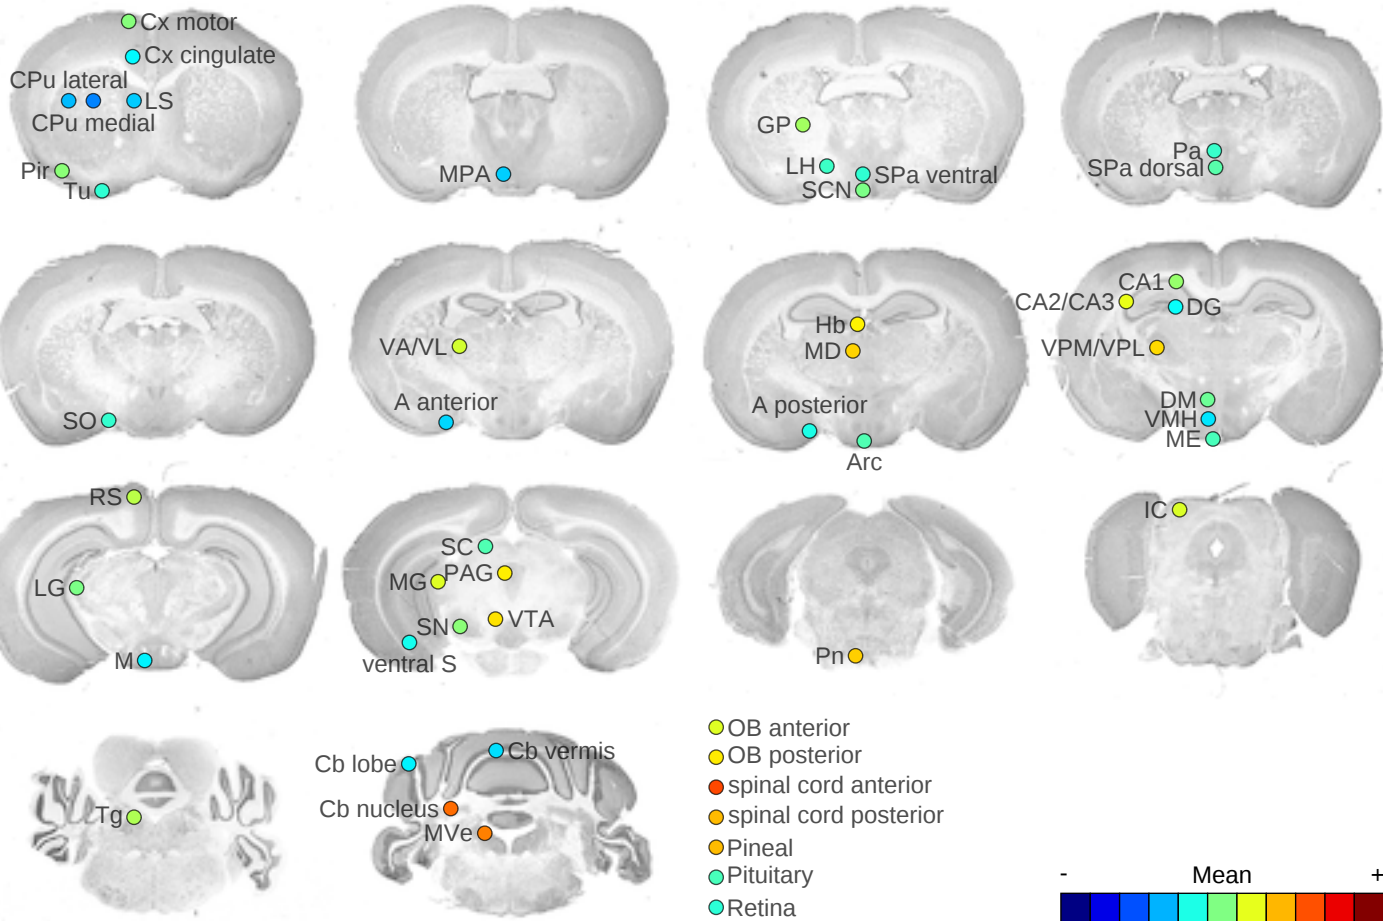 Cx motor
Cx cingulate
CPu lateral
LS
CPu medial
Pir
Tu
MPA
GP
LH
SPa ventral
SCN
Pa
SPa dorsal
SO
VA/VL
A anterior
Hb
MD
A posterior
Arc
CA1
CA2/CA3
DG
VPM/VPL
DM
VMH
ME
RS
LG
M
SC
MG
PAG
SN
VTA
ventral S
Pn
IC
Tg
Cb lobe
Cb vermis
Cb nucleus
MVe
OB anterior
OB posterior
spinal cord anterior
spinal cord posterior
Pineal
Pituitary
Retina
- Mean +